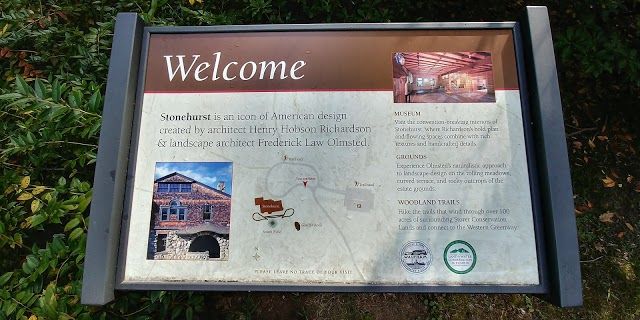 Welcome
Stonehurst is an icon of American design
created by architect Henry Hobson Richardson
& landscape architect Frederick Law Olmsted.
Stonehurst
PLEASE LEAVE NO TRACE OF YOUR VISIT
MUSEUM
Visit the convention-breaking interiors of
Stonehurst, where Richardson's bold plan
and flowing spaces combine with rich
textures and handcrafted details.
GROUNDS
Experience Olmsted's naturalistic approach
to landscape design on the rolling meadows,
curved terrace, and rocky outcrops of the
estate grounds.
WOODLAND TRAILS
Hike the trails that wind through over 100
acres of surrounding Storer Conservation
Lands and connect to the Western Greenway.